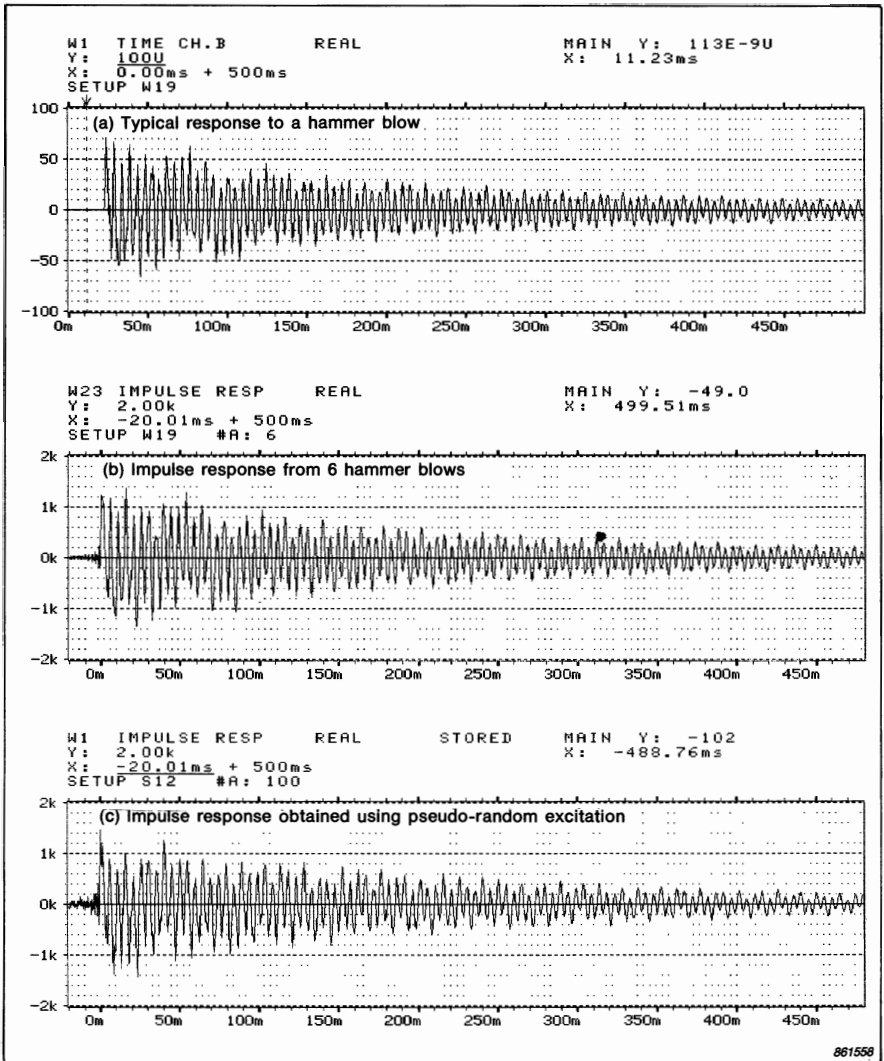 W1 TIME CH.B REAL MAIN Y: 113E-9U
Y: 100U X: 11.23ms
X: 0.00ms + 500ms
SETUP W19
100
(a) Typical response to a hammer blow
50
0
-50
-100
0m 50m 100m 150m 200m 250m 300m 350m 400m 450m
W23 IMPULSE RESP REAL MAIN Y: -49.0
Y: 2.00k X: 499.51ms
X: -20.01ms + 500ms
SETUP W19 #A: 6
2k
(b) Impulse response from 6 hammer blows
1k
0k
-1k
-2k
0m 50m 100m 150m 200m 250m 300m 350m 400m 450m
W1 IMPULSE RESP REAL STORED MAIN Y: -102
Y: 2.00k X: -488.76ms
X: -20.01ms + 500ms
SETUP S12 #A: 100
2k
(c) Impulse response obtained using pseudo-random excitation
1k
0k
-1k
-2k
0m 50m 100m 150m 200m 250m 300m 350m 400m 450m
861558